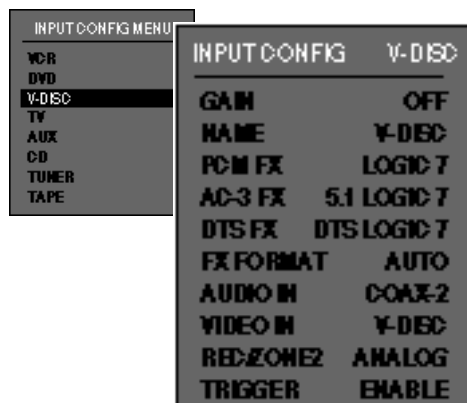 INPUT CONFIG MENU
VCR
DVD
V-DISC
TV
AUX
CD
TUNER
TAPE
INPUT CONFIG V-DISC
GAIN OFF
NAME V-DISC
PCM FX LOGIC 7
AC-3 FX 5.1 LOGIC 7
DTS FX DTS LOGIC 7
FX FORMAT AUTO
AUDIO IN COAX-2
VIDEO IN V-DISC
REC/ZONE2 ANALOG
TRIGGER ENABLE